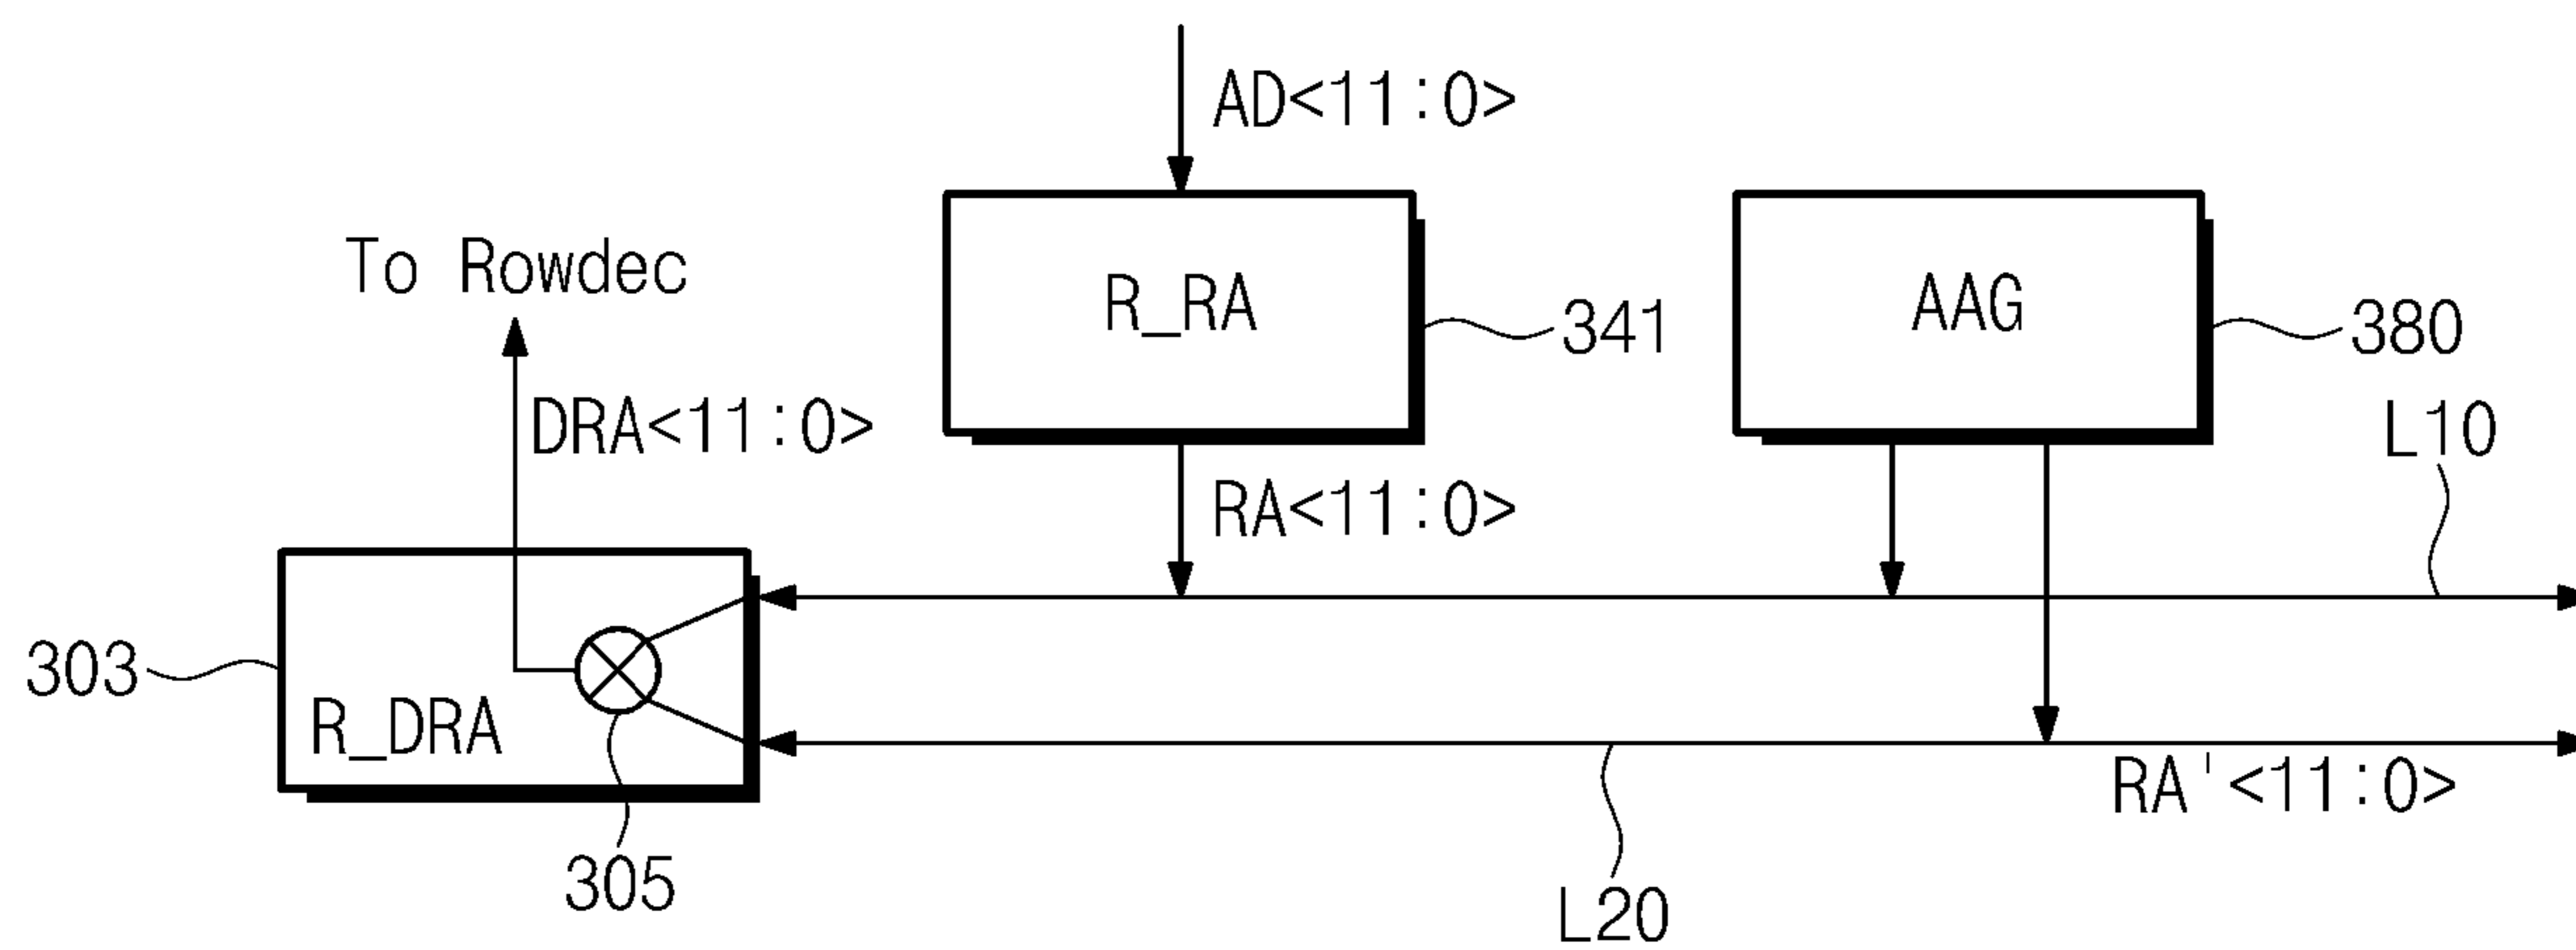 AD<11:0>
To Rowdec
R_RA
341
AAG
380
DRA<11:0>
RA<11:0>
L10
303
R_DRA
305
RA'<11:0>
L20